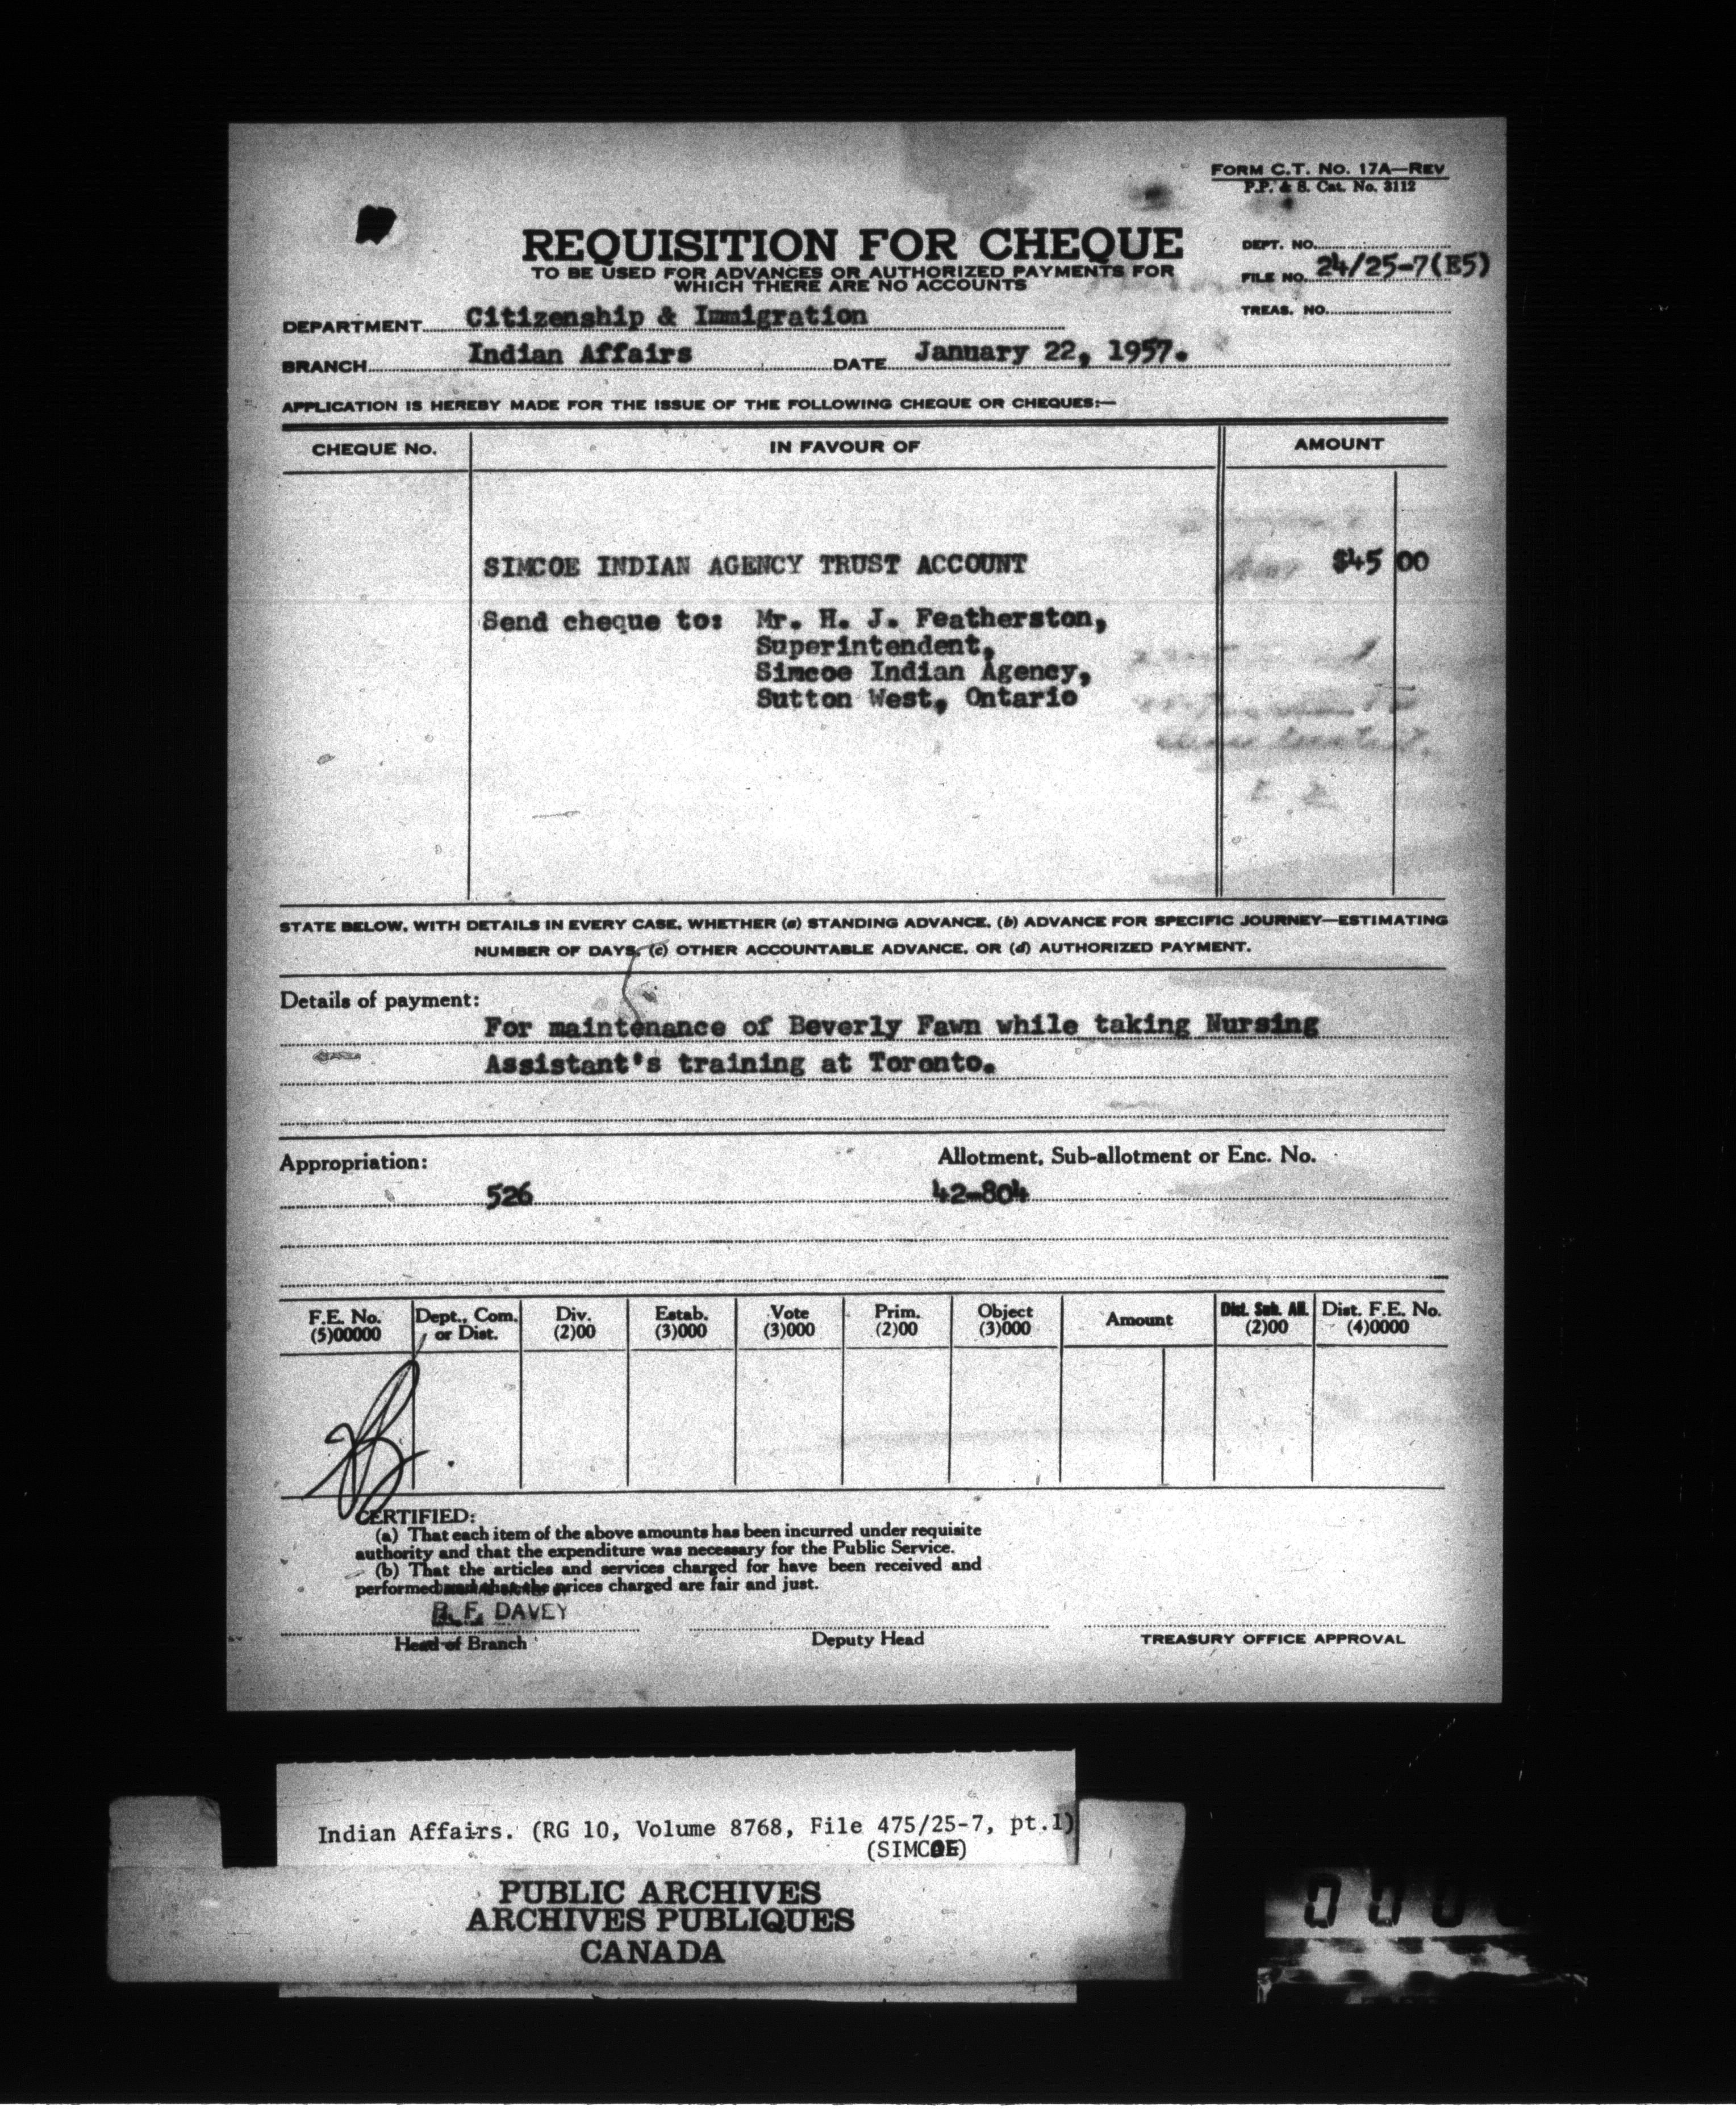 FORM C.T. No. 17A—REV
P.P. & S. Cat. No. 3112
REQUISITION FOR CHEQUE
TO BE USED FOR ADVANCES OR AUTHORIZED PAYMENTS FOR
WHICH THERE ARE NO ACCOUNTS
DEPT. NO.
FILE NO. 24/25-7(E5)
TREAS. NO.
DEPARTMENT Citizenship & Immigration
BRANCH Indian Affairs DATE January 22, 1957.
APPLICATION IS HEREBY MADE FOR THE ISSUE OF THE FOLLOWING CHEQUE OR CHEQUES:—
CHEQUE No. IN FAVOUR OF AMOUNT
SIMCOE INDIAN AGENCY TRUST ACCOUNT $45 00
Send cheque to: Mr. H. J. Featherston,
Superintendent,
Simcoe Indian Agency,
Sutton West, Ontario
STATE BELOW, WITH DETAILS IN EVERY CASE, WHETHER (a) STANDING ADVANCE, (b) ADVANCE FOR SPECIFIC JOURNEY—ESTIMATING
NUMBER OF DAYS, (c) OTHER ACCOUNTABLE ADVANCE, OR (d) AUTHORIZED PAYMENT.
Details of payment:
For maintenance of Beverly Fawn while taking Nursing
Assistant's training at Toronto.
Appropriation: Allotment, Sub-allotment or Enc. No.
526 42-804
F.E. No. Dept., Com. Div. Estab. Vote Prim. Object Amount Dist. Sub. All. Dist. F.E. No.
(5)00000 or Dist. (2)00 (3)000 (3)000 (2)00 (3)000 (2)00 (4)0000
CERTIFIED:
(a) That each item of the above amounts has been incurred under requisite
authority and that the expenditure was necessary for the Public Service.
(b) That the articles and services charged for have been received and
performed and that the prices charged are fair and just.
R. F. DAVEY
Head of Branch Deputy Head TREASURY OFFICE APPROVAL
Indian Affairs. (RG 10, Volume 8768, File 475/25-7, pt.1)
(SIMCOE)
PUBLIC ARCHIVES
ARCHIVES PUBLIQUES
CANADA
000